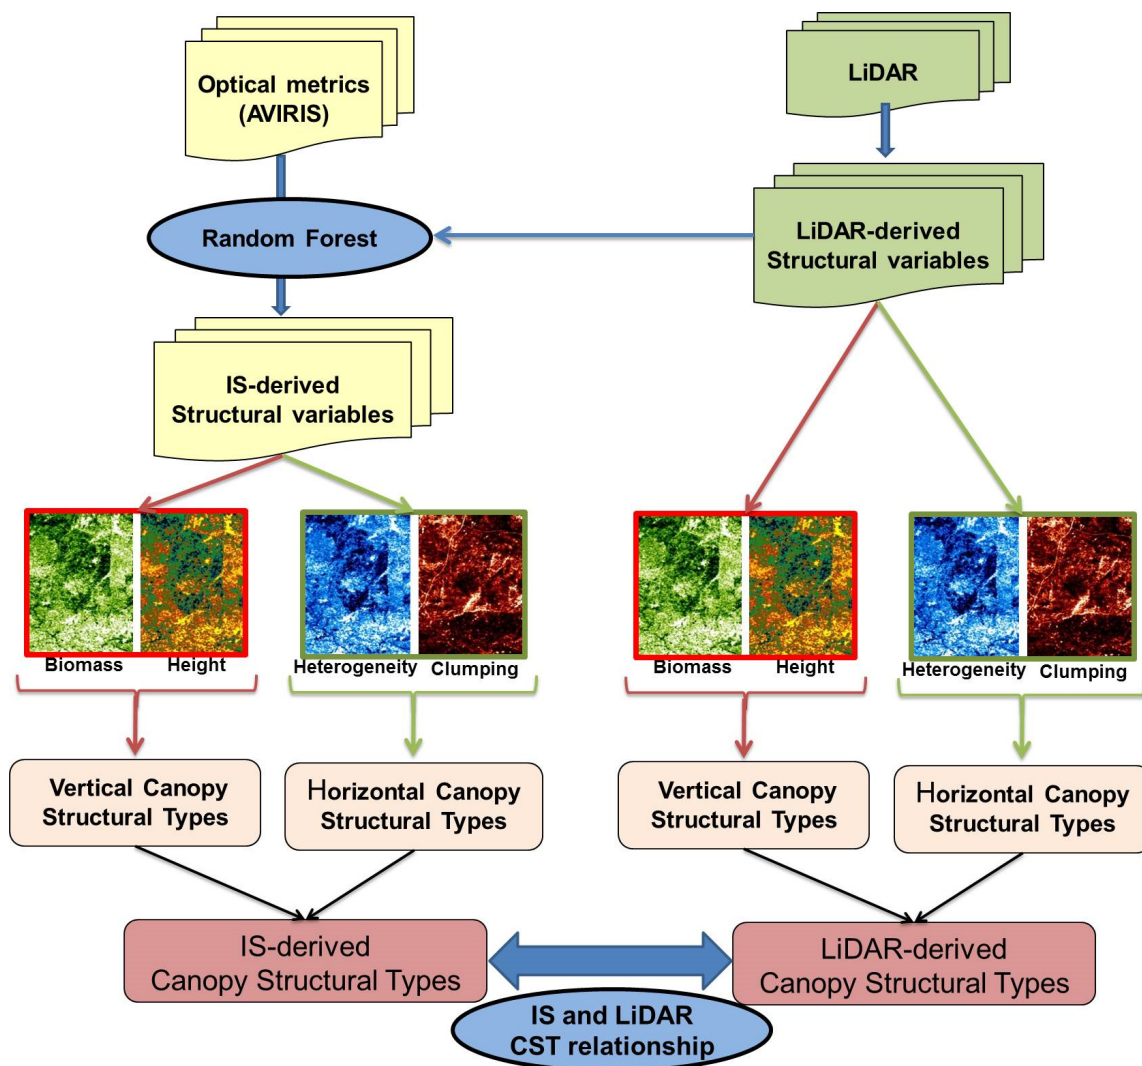 Optical metrics
(AVIRIS)
LiDAR
Random Forest
LiDAR-derived
Structural variables
IS-derived
Structural variables
Biomass Height Heterogeneity Clumping Biomass Height Heterogeneity Clumping
Vertical Canopy
Structural Types
Horizontal Canopy
Structural Types
Vertical Canopy
Structural Types
Horizontal Canopy
Structural Types
IS-derived
Canopy Structural Types
LiDAR-derived
Canopy Structural Types
IS and LiDAR
CST relationship